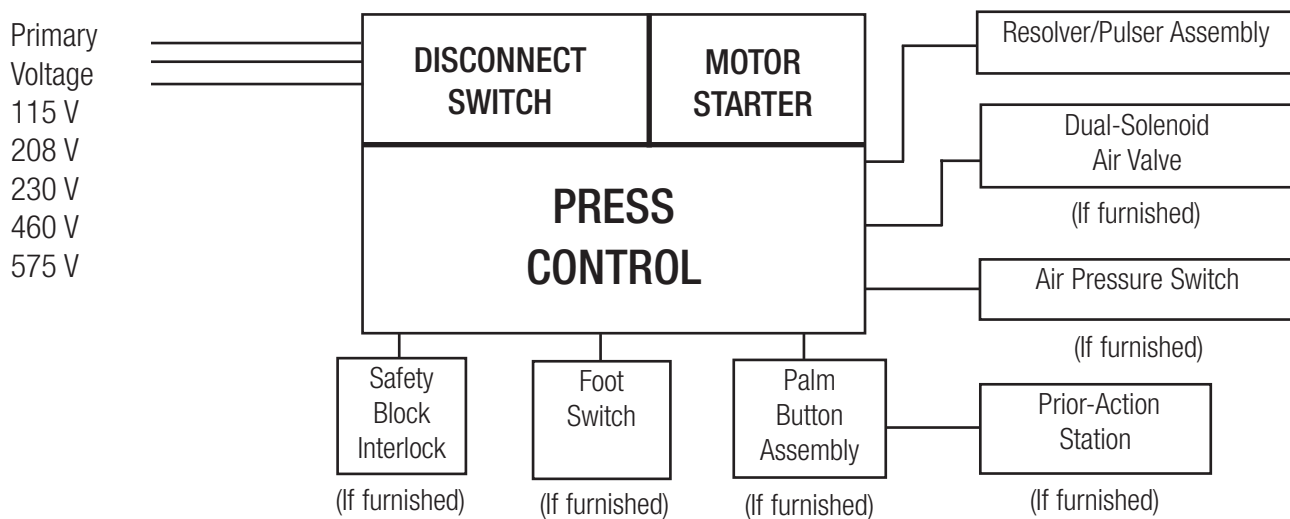 Primary
Voltage
115 V
208 V
230 V
460 V
575 V
DISCONNECT
SWITCH
MOTOR
STARTER
PRESS
CONTROL
Resolver/Pulser Assembly
Dual-Solenoid
Air Valve
(If furnished)
Air Pressure Switch
(If furnished)
Safety
Block
Interlock
(If furnished)
Foot
Switch
(If furnished)
Palm
Button
Assembly
(If furnished)
Prior-Action
Station
(If furnished)